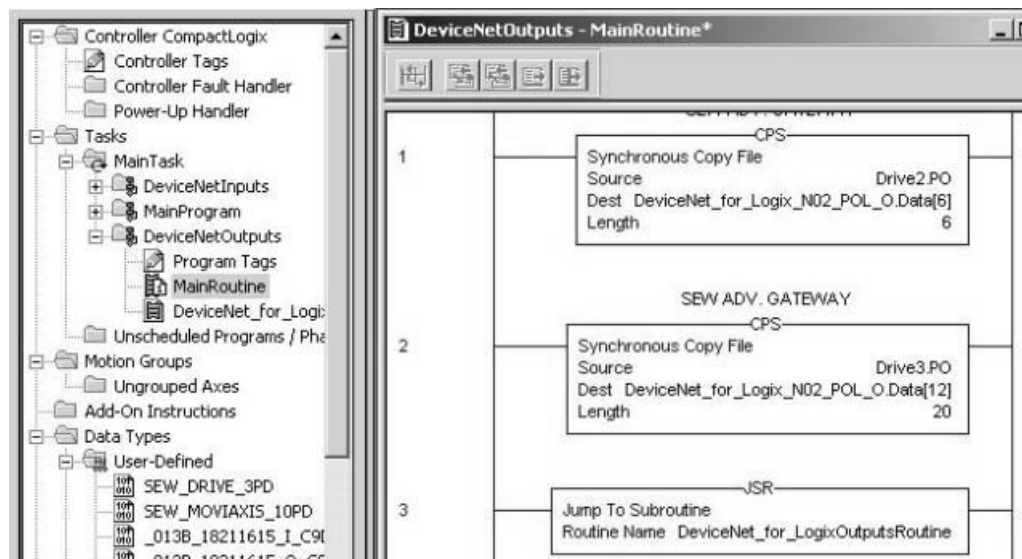 Controller CompactLogix
Controller Tags
Controller Fault Handler
Power-Up Handler
Tasks
MainTask
DeviceNetInputs
MainProgram
DeviceNetOutputs
Program Tags
MainRoutine
DeviceNet_for_Logi
Unscheduled Programs / Pha
Motion Groups
Ungrouped Axes
Add-On Instructions
Data Types
User-Defined
SEW_DRIVE_3PD
SEW_MOVIAXIS_10PD
_013B_18211615_I_C9
DeviceNetOutputs - MainRoutine*
1
CPS
Synchronous Copy File
Source Drive2.PO
Dest DeviceNet_for_Logix_N02_POL_O.Data[6]
Length 6
SEW ADV. GATEWAY
2
CPS
Synchronous Copy File
Source Drive3.PO
Dest DeviceNet_for_Logix_N02_POL_O.Data[12]
Length 20
3
JSR
Jump To Subroutine
Routine Name DeviceNet_for_LogixOutputsRoutine